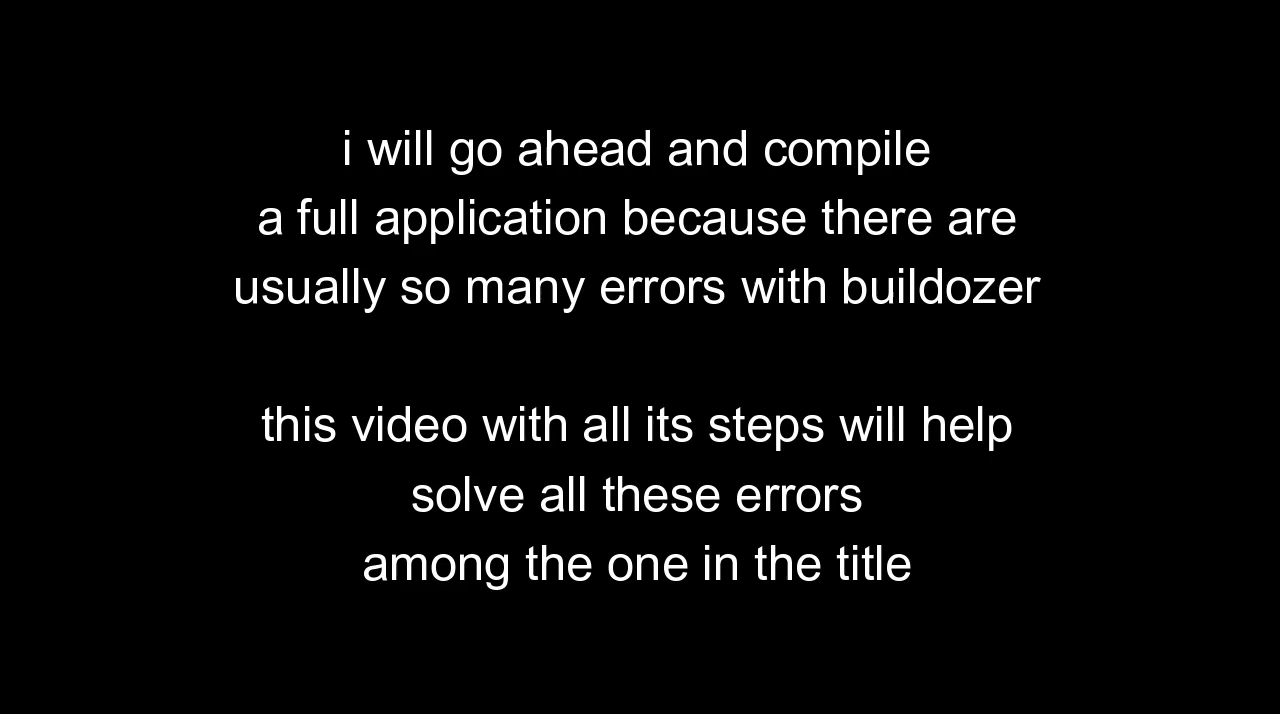 i will go ahead and compile
a full application because there are
usually so many errors with buildozer
this video with all its steps will help
solve all these errors
among the one in the title